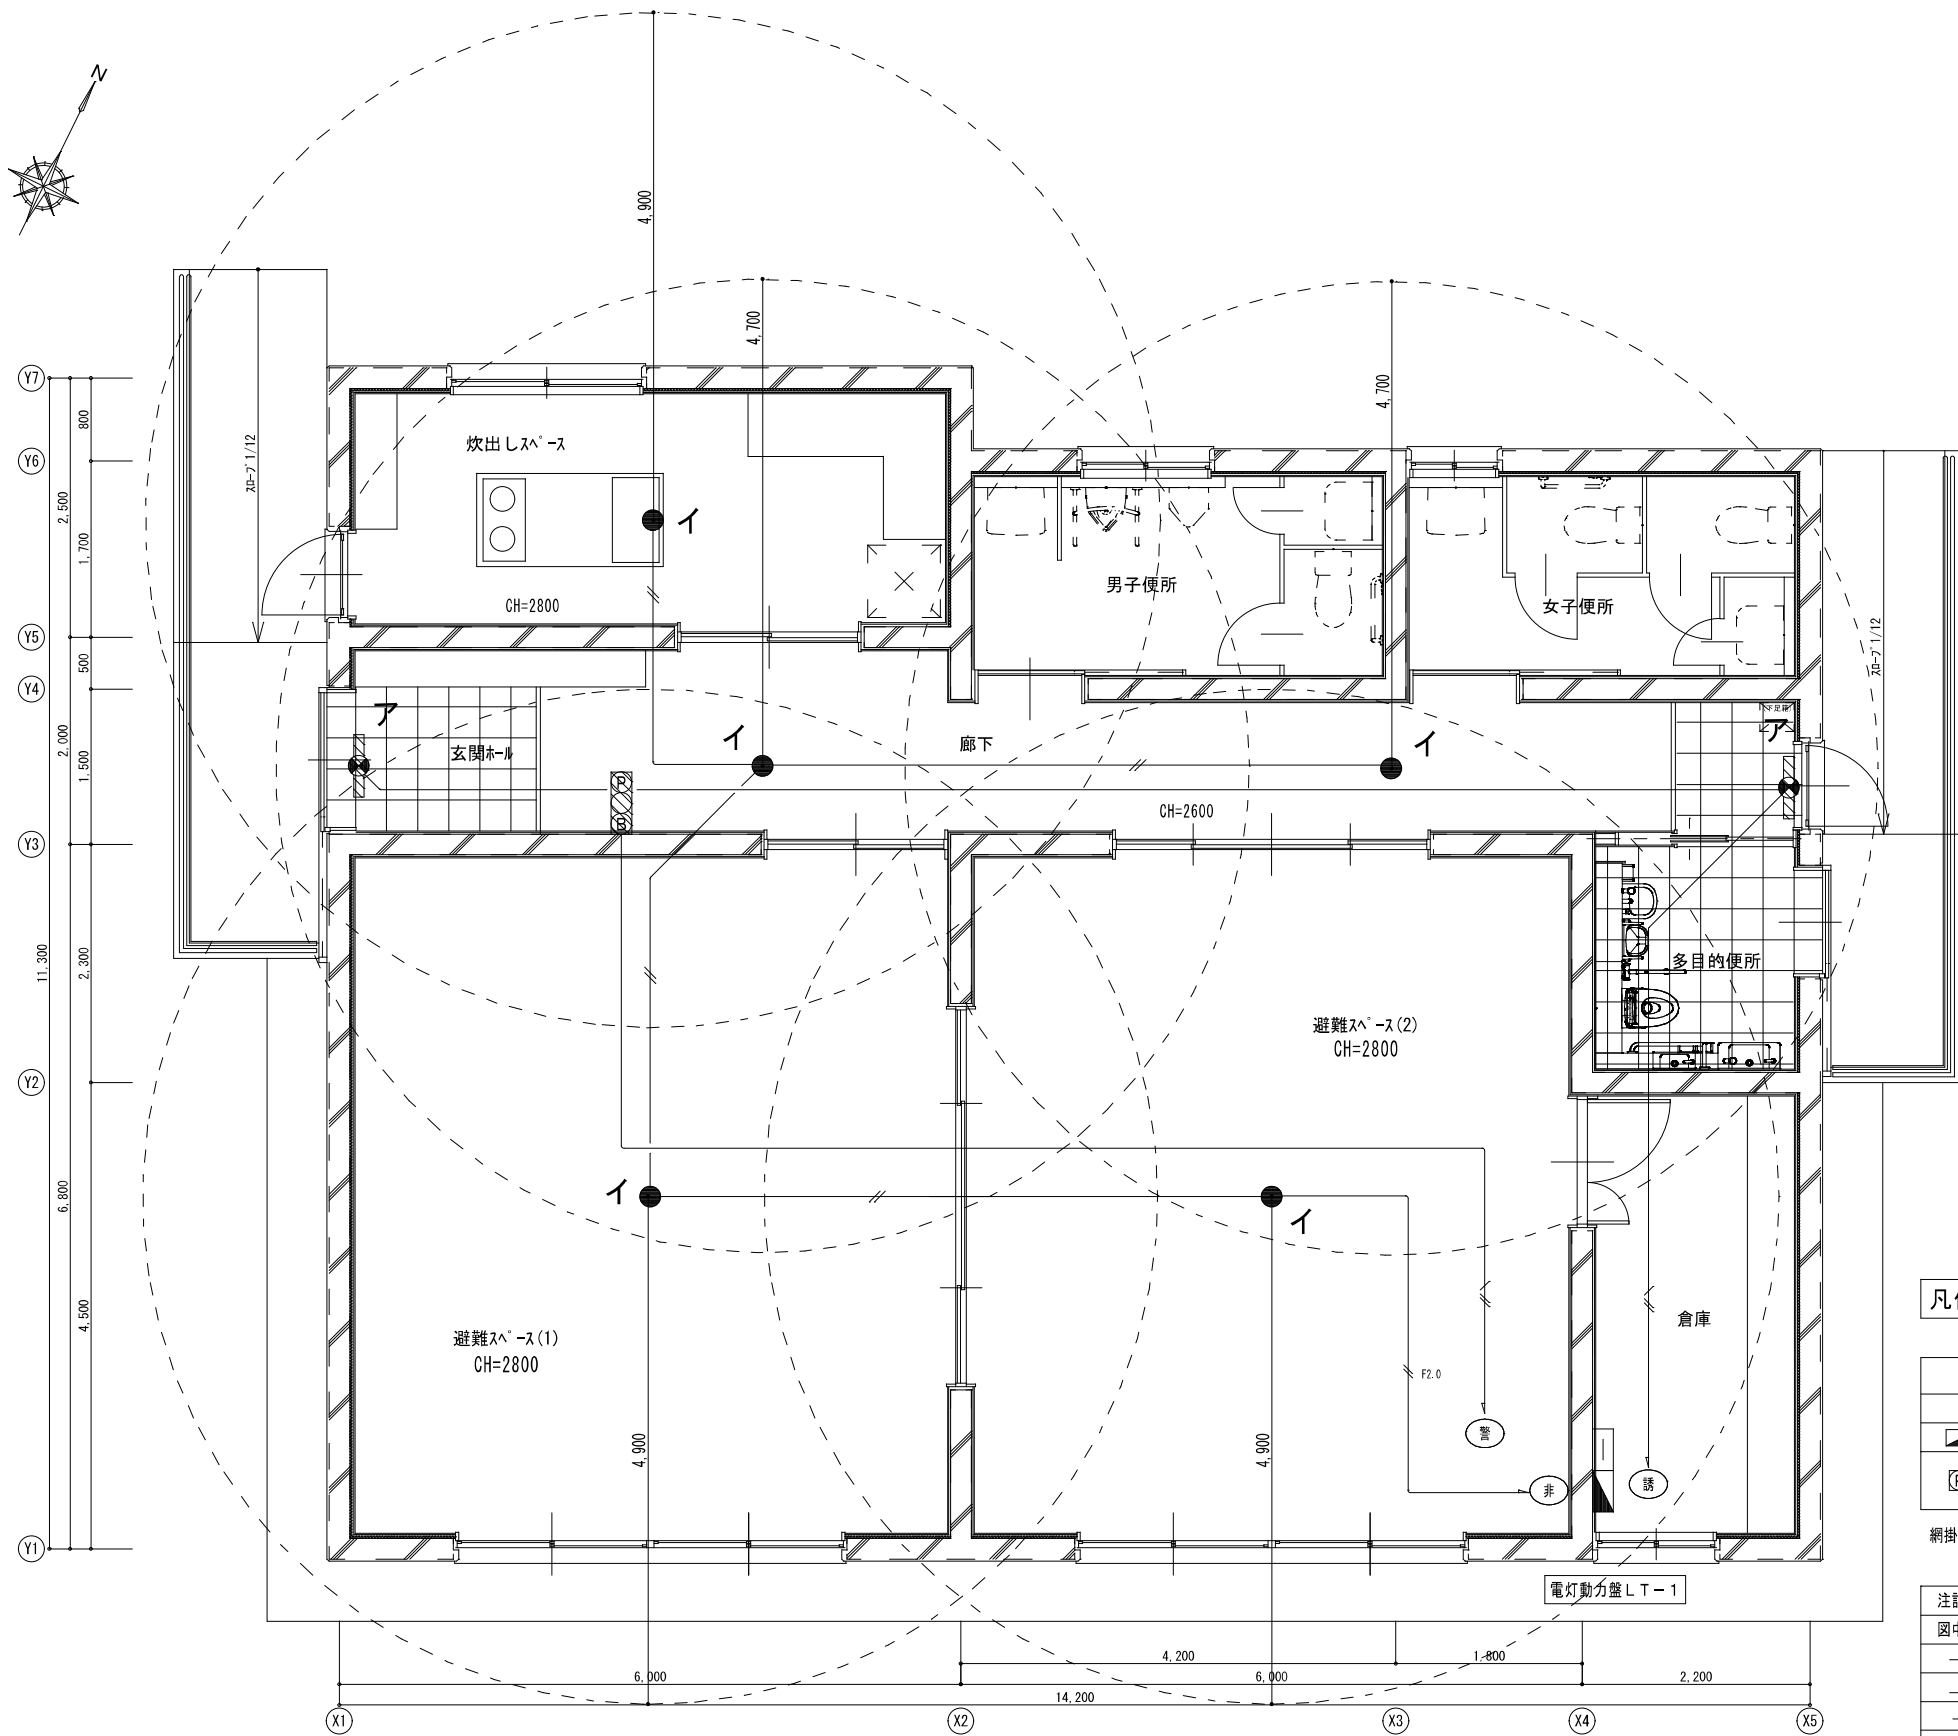 N
4,900
4,700
4,700
スロープ1/12
Y7
800
炊出しスペース
Y6
2,500
イ
1,700
男子便所
女子便所
CH=2800
スロープ1/12
Y5
500
Y4
下足箱
ア
ア
イ
廊下
イ
玄関ホール
2,000
1,500
P
CH=2600
B
Y3
11,300
2,300
多目的便所
避難スペース(2)
CH=2800
Y2
6,800
イ
イ
凡
4,500
倉庫
避難スペース(1)
CH=2800
F2.0
4,900
4,900
警
誘
非
Y1
網掛
電灯動力盤LT-1
注
図
4,200
1,800
6,000
6,000
2,200
14,200
X1
X2
X3
X4
X5